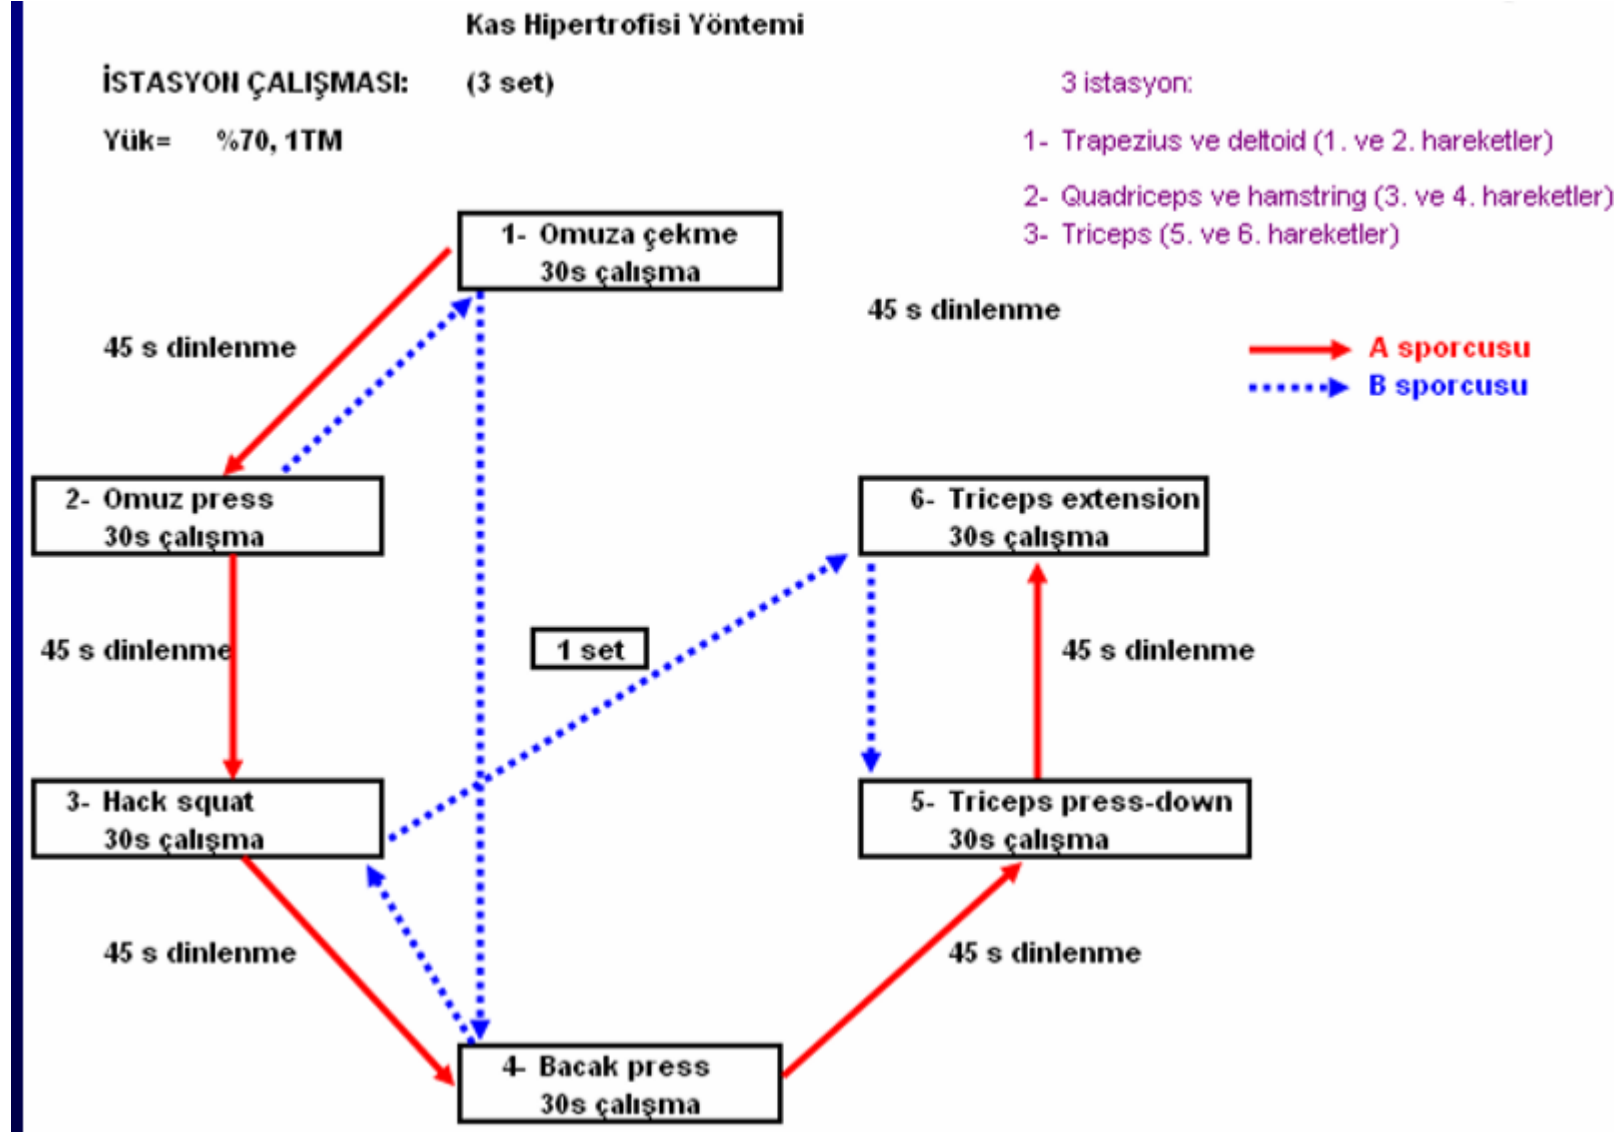 Kas Hipertrofisi Yöntemi
İSTASYON ÇALIŞMASI: (3 set)
Yük= %70, 1TM
3 istasyon:
1- Trapezius ve deltoid (1. ve 2. hareketler)
2- Quadriceps ve hamstring (3. ve 4. hareketler)
3- Triceps (5. ve 6. hareketler)
1- Omuza çekme
30s çalışma
45 s dinlenme
45 s dinlenme
A sporcusu
B sporcusu
2- Omuz press
30s çalışma
6- Triceps extension
30s çalışma
45 s dinlenme
1 set
45 s dinlenme
3- Hack squat
30s çalışma
5- Triceps press-down
30s çalışma
45 s dinlenme
45 s dinlenme
4- Bacak press
30s çalışma